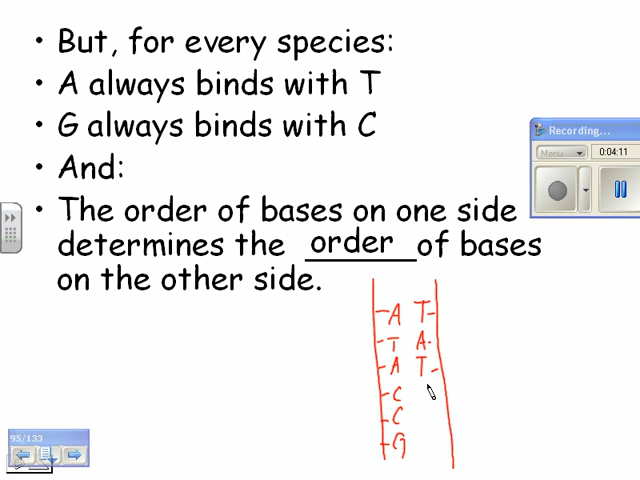 • But, for every species:
• A always binds with T
• G always binds with C
• And:
• The order of bases on one side
determines the order of bases
on the other side.
Recording...
Menu
0:04:11
A T
T A
A T
C
C
G
95/133